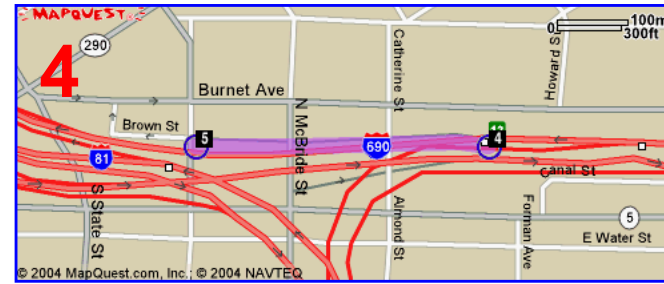 MAPQUEST
4
290
0 100m
300ft
Burnet Ave
Catherine St
Howard S
N McBride St
Brown St
5
13
4
81
690
Canal St
S State St
Almond St
Forman Ave
5
E Water St
© 2004 MapQuest.com, Inc.; © 2004 NAVTEQ